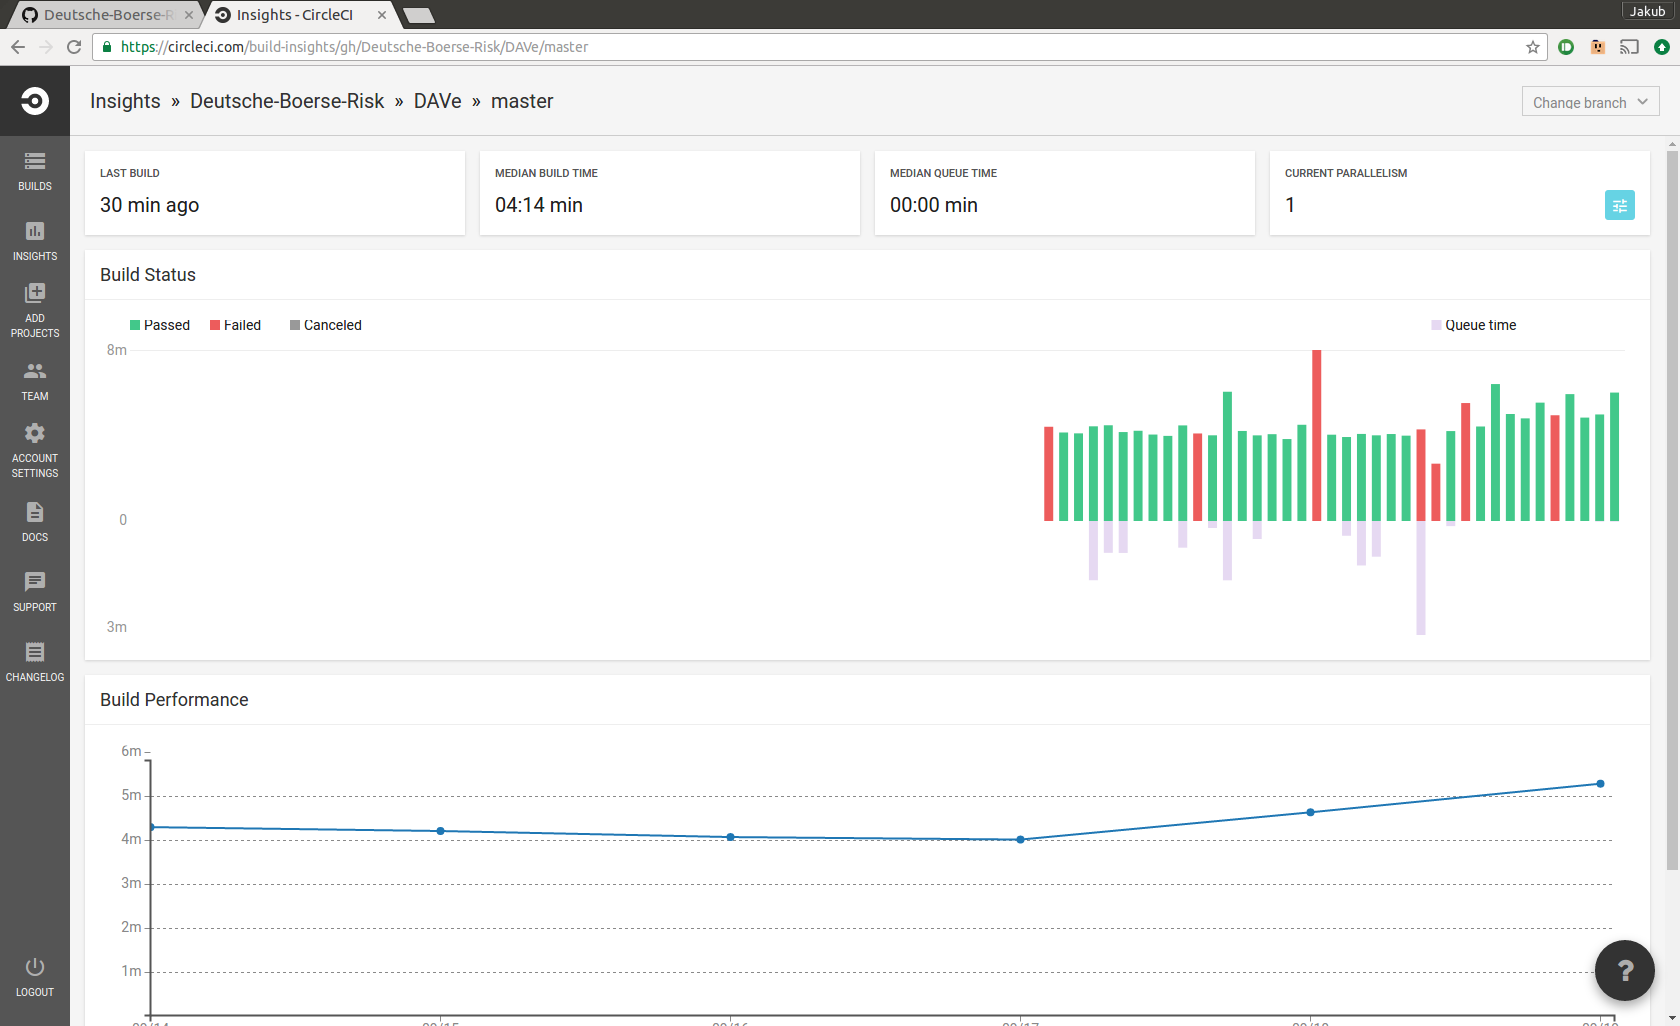 Deutsche-Boerse-R
Insights - CircleCI
Jakub
https://circleci.com/build-insights/gh/Deutsche-Boerse-Risk/DAVe/master
Insights » Deutsche-Boerse-Risk » DAVe » master
Change branch
BUILDS
INSIGHTS
ADD
PROJECTS
TEAM
ACCOUNT
SETTINGS
DOCS
SUPPORT
CHANGELOG
LOGOUT
LAST BUILD
30 min ago
MEDIAN BUILD TIME
04:14 min
MEDIAN QUEUE TIME
00:00 min
CURRENT PARALLELISM
1
Build Status
Passed Failed Canceled Queue time
8m
0
3m
Build Performance
6m
5m
4m
3m
2m
1m
?